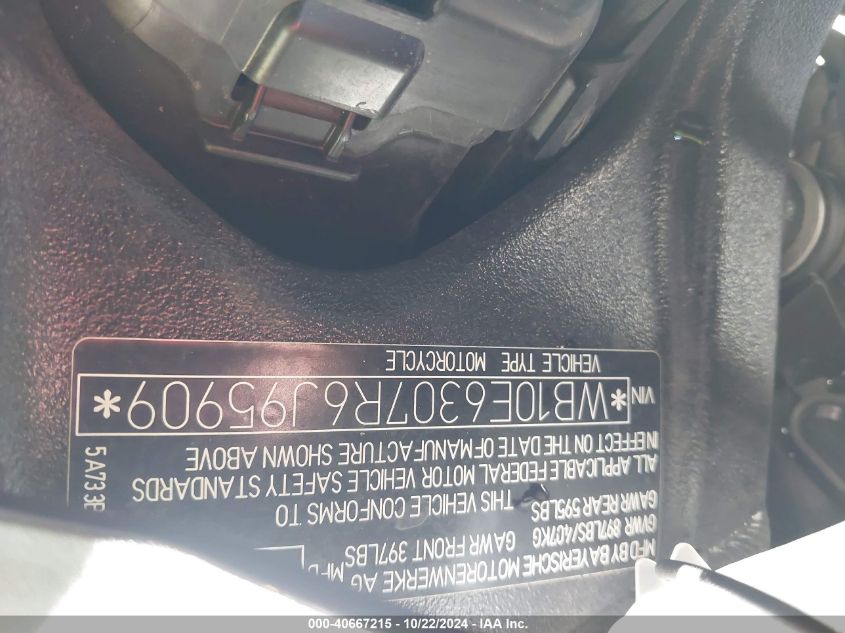 MFD BY BAYERISCHE MOTORENWERKE AG
GVWR 897LBS/407KG GAWR FRONT 397LBS
GAWR REAR 595LBS THIS VEHICLE CONFORMS TO
ALL APPLICABLE FEDERAL MOTOR VEHICLE SAFETY STANDARDS
IN EFFECT ON THE DATE OF MANUFACTURE SHOWN ABOVE
VIN *WB10E6307R6J95909*
VEHICLE TYPE MOTORCYCLE
000-40667215 - 10/22/2024 - IAA Inc.